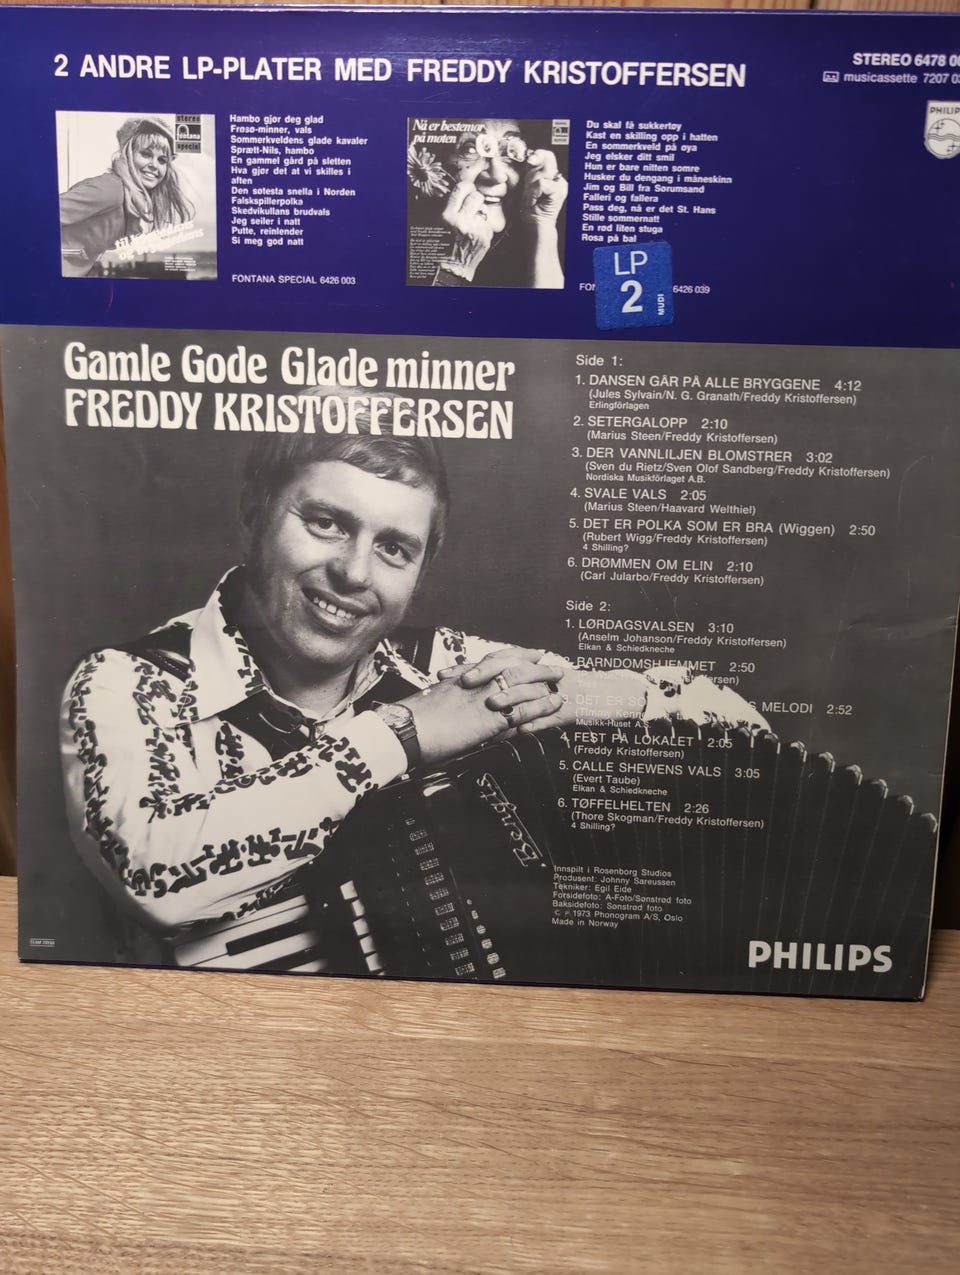 2 ANDRE LP-PLATER MED FREDDY KRISTOFFERSEN
STEREO 6478 0
musicassette 7207 0
PHILIP
stereo
fontana
special
Hambo gjør deg glad
Frøsø-minner, vals
Sommerkveldens glade kavaler
Sprætt-Nils, hambo
En gammel gård på sletten
Hva gjør det at vi skilles i
aften
Den søtesta snella i Norden
Falskspillerpolka
Skedvikullans brudvals
Jeg seiler i natt
Putte, reinlender
Si meg god natt
FONTANA SPECIAL 6426 003
Nå er bestemor
på moten
Du skal få sukkertøy
Kast en skilling opp i hatten
En sommerkveld på øya
Jeg elsker ditt smil
Hun er bare nitten somre
Husker du dengang i måneskinn
Jim og Bill fra Sørumsand
Falleri og fallera
Pass deg, nå er det St. Hans
Stille sommernatt
En rød liten stuga
Rosa på bal
FON 6426 039
LP
2
MUDI
Gamle Gode Glade minner
FREDDY KRISTOFFERSEN
Side 1:
1. DANSEN GÅR PÅ ALLE BRYGGENE 4:12
(Jules Sylvain/N. G. Granath/Freddy Kristoffersen)
Erlingförlagen
2. SETERGALOPP 2:10
(Marius Steen/Freddy Kristoffersen)
3. DER VANNLILJEN BLOMSTRER 3:02
(Sven du Rietz/Sven Olof Sandberg/Freddy Kristoffersen)
Nordiska Musikförlaget A.B.
4. SVALE VALS 2:05
(Marius Steen/Haavard Welthiel)
5. DET ER POLKA SOM ER BRA (Wiggen) 2:50
(Rubert Wigg/Freddy Kristoffersen)
4 Shilling?
6. DRØMMEN OM ELIN 2:10
(Carl Jularbo/Freddy Kristoffersen)
Side 2:
1. LØRDAGSVALSEN 3:10
(Anselm Johanson/Freddy Kristoffersen)
Elkan & Schiedkneche
2. BARNDOMSHJEMMET 2:50
3. DET ER SO MELODI 2:52
Musikk-Huset A.S
4. FEST PÅ LOKALET 2:05
(Freddy Kristoffersen)
5. CALLE SHEWENS VALS 3:05
(Evert Taube)
Elkan & Schiedkneche
6. TØFFELHELTEN 2:26
(Thore Skogman/Freddy Kristoffersen)
4 Shilling?
Bengts
Innspilt i Rosenborg Studios
Produsent: Johnny Sareussen
Tekniker: Egil Eide
Forsidefoto: A-Foto/Sønstrød foto
Baksidefoto: Sønstrød foto
© ℗ 1973 Phonogram A/S, Oslo
Made in Norway
PHILIPS